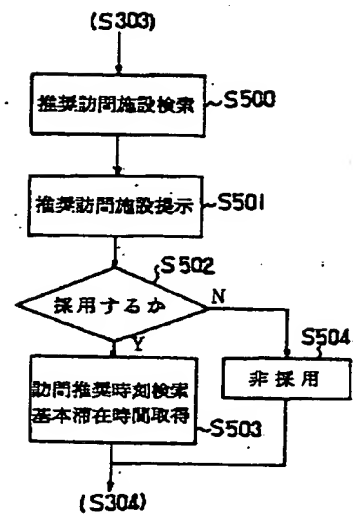 (S303)
推奨訪問施設検索
S500
推奨訪問施設提示
S501
S502
採用するか
N
Y
S504
訪問推奨時刻検索
基本滞在時間取得
非採用
S503
(S304)